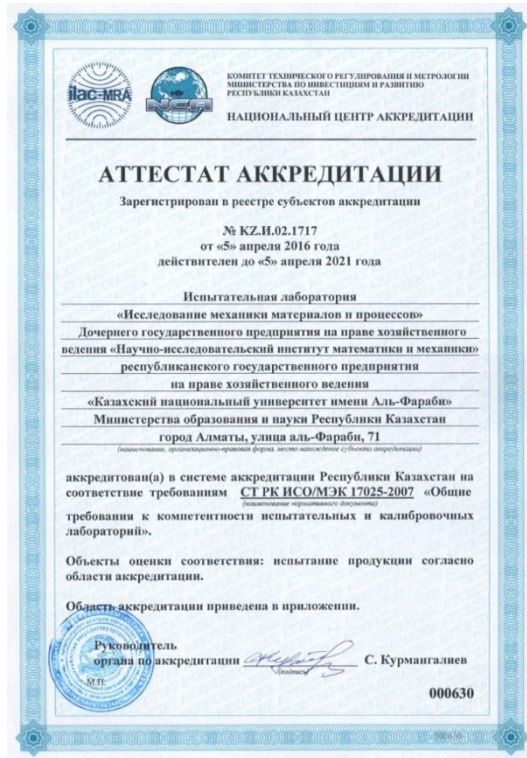 ilac-MRA
NCA
КОМИТЕТ ТЕХНИЧЕСКОГО РЕГУЛИРОВАНИЯ И МЕТРОЛОГИИ
МИНИСТЕРСТВА ПО ИНВЕСТИЦИЯМ И РАЗВИТИЮ
РЕСПУБЛИКИ КАЗАХСТАН
НАЦИОНАЛЬНЫЙ ЦЕНТР АККРЕДИТАЦИИ
АТТЕСТАТ АККРЕДИТАЦИИ
Зарегистрирован в реестре субъектов аккредитации
№ KZ.И.02.1717
от «5» апреля 2016 года
действителен до «5» апреля 2021 года
Испытательная лаборатория
«Исследование механики материалов и процессов»
Дочернего государственного предприятия на праве хозяйственного
ведения «Научно-исследовательский институт математики и механики»
республиканского государственного предприятия
на праве хозяйственного ведения
«Казахский национальный университет имени Аль-Фараби»
Министерства образования и науки Республики Казахстан
город Алматы, улица аль-Фараби, 71
(наименование, организационно-правовая форма, место нахождение субъекта аккредитации)
аккредитован(а) в системе аккредитации Республики Казахстан на
соответствие требованиям СТ РК ИСО/МЭК 17025-2007 «Общие
(наименование нормативного документа)
требования к компетентности испытательных и калибровочных
лабораторий».
Объекты оценки соответствия: испытание продукции согласно
области аккредитации.
Область аккредитации приведена в приложении.
Руководитель
органа по аккредитации С. Курмангалиев
(подпись)
М.П.
000630
000630